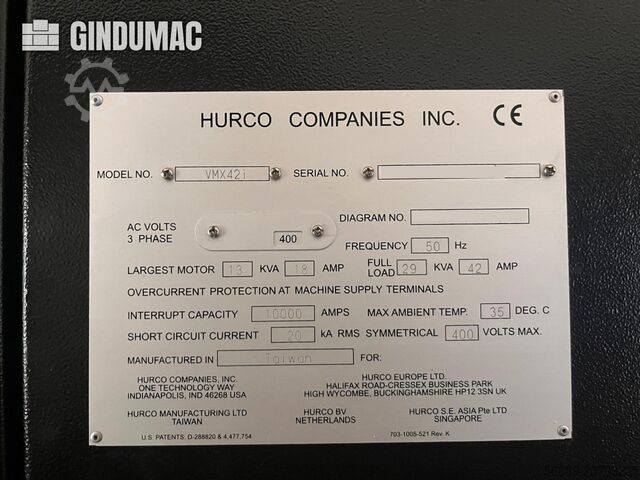 GINDUMAC
HURCO COMPANIES INC. CE
MODEL NO. VMX42i SERIAL NO.
DIAGRAM NO.
AC VOLTS
3 PHASE 400
FREQUENCY 50 Hz
LARGEST MOTOR 13 KVA 18 AMP FULL LOAD 29 KVA 42 AMP
OVERCURRENT PROTECTION AT MACHINE SUPPLY TERMINALS
INTERRUPT CAPACITY 10000 AMPS MAX AMBIENT TEMP. 35 DEG. C
SHORT CIRCUIT CURRENT 20 kA RMS SYMMETRICAL 400 VOLTS MAX.
MANUFACTURED IN Taiwan FOR:
HURCO COMPANIES, INC.
ONE TECHNOLOGY WAY
INDIANAPOLIS, IND 46268 USA
HURCO EUROPE LTD.
HALIFAX ROAD-CRESSEX BUSINESS PARK
HIGH WYCOMBE, BUCKINGHAMSHIRE HP12 3SN UK
HURCO MANUFACTURING LTD
TAIWAN
HURCO BV
NETHERLANDS
HURCO S.E. ASIA Pte LTD
SINGAPORE
U.S. PATENTS: D-288820 & 4,477,754
703-1005-521 Rev. K